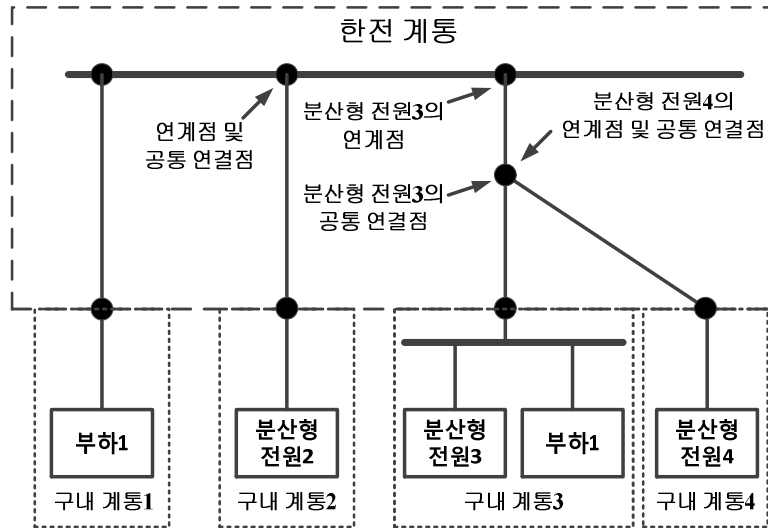 한전 계통
연계점 및
공통 연결점
분산형 전원3의
연계점
분산형 전원4의
연계점 및 공통 연결점
분산형 전원3의
공통 연결점
부하1
분산형
전원2
분산형
전원3
부하1
분산형
전원4
구내 계통1
구내 계통2
구내 계통3
구내 계통4